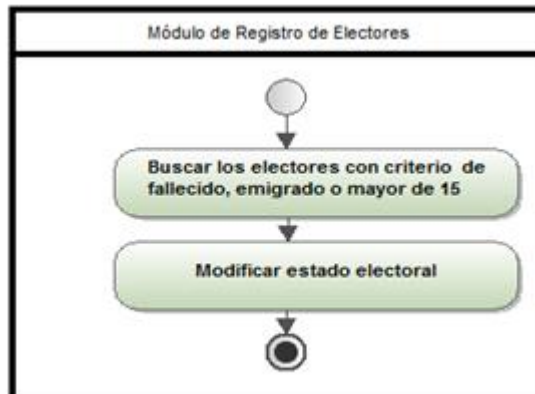 Módulo de Registro de Electores
Buscar los electores con criterio de
fallecido, emigrado o mayor de 15
Modificar estado electoral